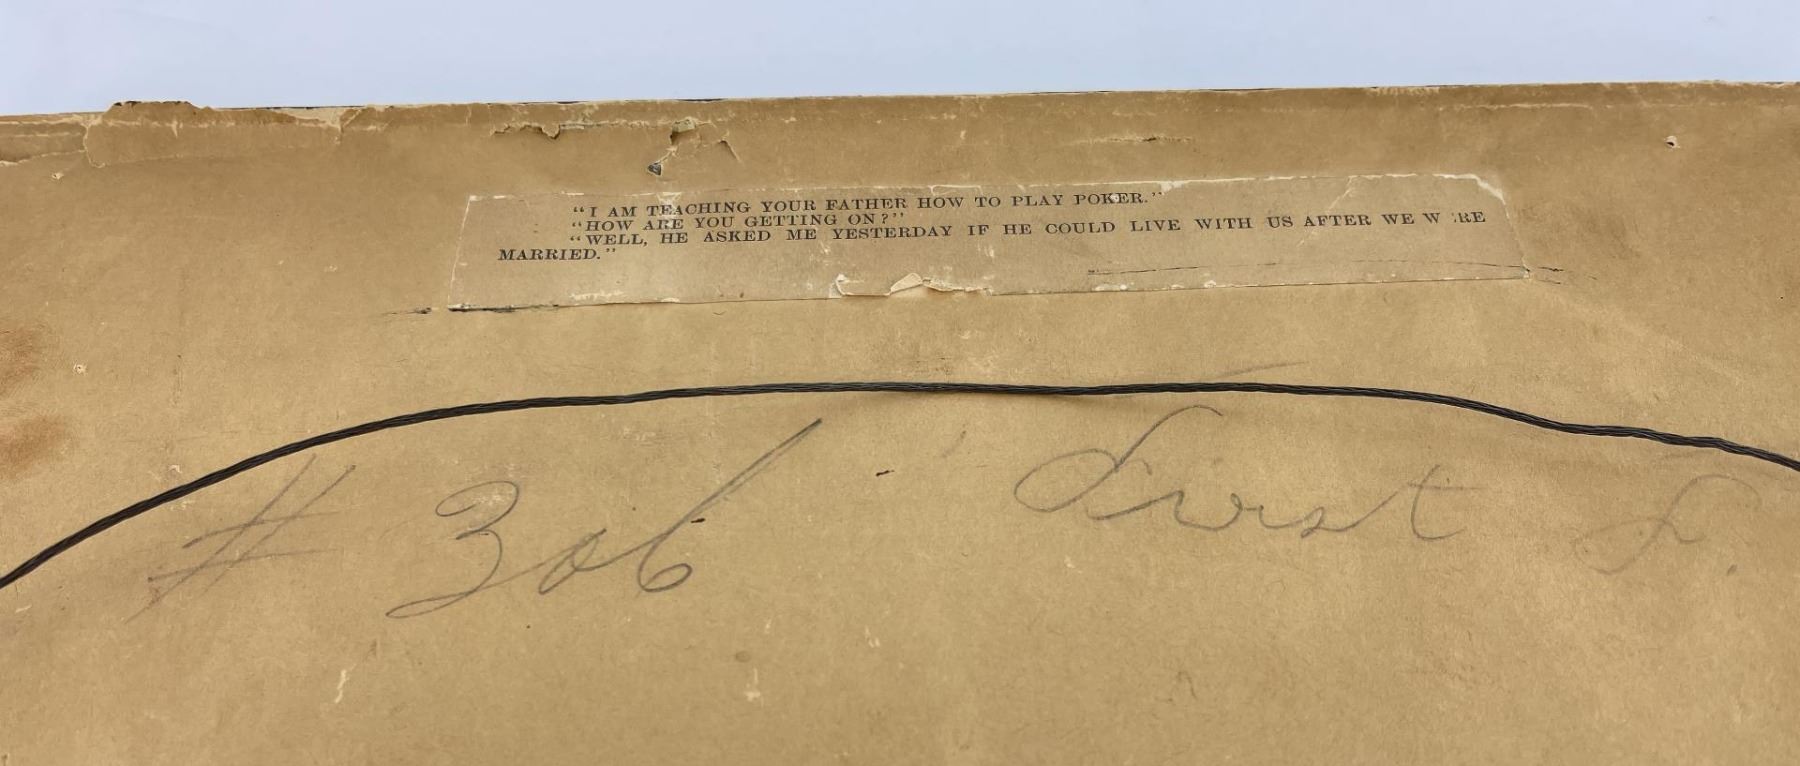 "I AM TEACHING YOUR FATHER HOW TO PLAY POKER."
"HOW ARE YOU GETTING ON?"
"WELL, HE ASKED ME YESTERDAY IF HE COULD LIVE WITH US AFTER WE W RE
MARRIED."
# 306 First